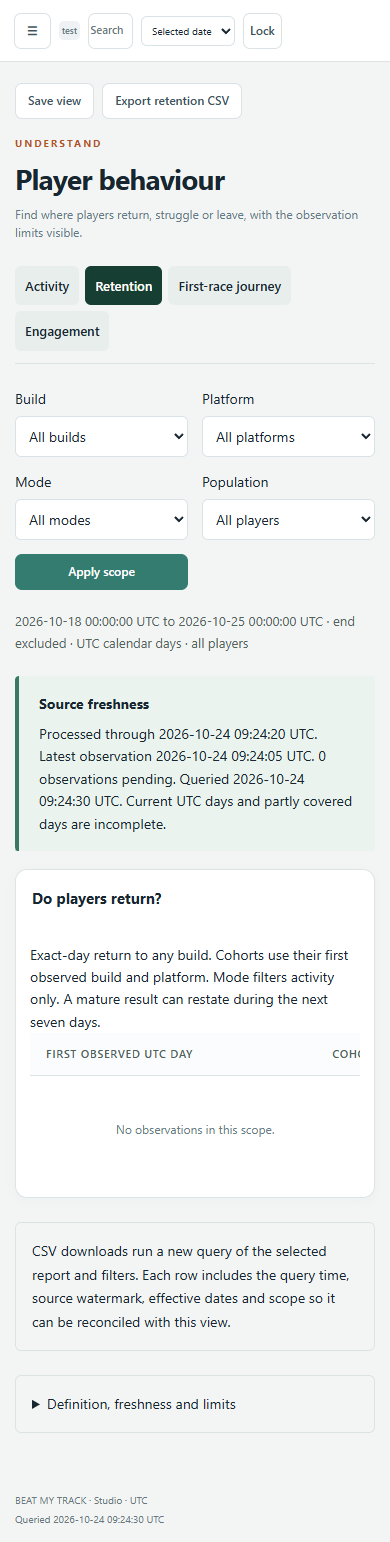 ☰ test Search Selected date Lock
Save view Export retention CSV
UNDERSTAND
Player behaviour
Find where players return, struggle or leave, with the observation
limits visible.
Activity Retention First-race journey
Engagement
Build Platform
All builds All platforms
Mode Population
All modes All players
Apply scope
2026-10-18 00:00:00 UTC to 2026-10-25 00:00:00 UTC · end
excluded · UTC calendar days · all players
Source freshness
Processed through 2026-10-24 09:24:20 UTC.
Latest observation 2026-10-24 09:24:05 UTC. 0
observations pending. Queried 2026-10-24
09:24:30 UTC. Current UTC days and partly covered
days are incomplete.
Do players return?
Exact-day return to any build. Cohorts use their first
observed build and platform. Mode filters activity
only. A mature result can restate during the next
seven days.
FIRST OBSERVED UTC DAY
No observations in this scope.
CSV downloads run a new query of the selected
report and filters. Each row includes the query time,
source watermark, effective dates and scope so it
can be reconciled with this view.
▶ Definition, freshness and limits
BEAT MY TRACK · Studio · UTC
Queried 2026-10-24 09:24:30 UTC